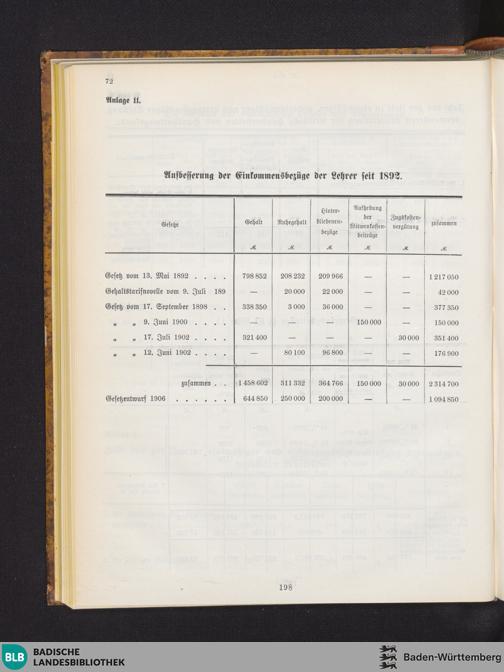 72
Anlage II.
Aufbesserung der Einkommensbezüge der Lehrer seit 1892.
Gesetze | Gehalt | Ruhegehalt | Hinterbliebenenbezüge | Aufhebung der Witwenkassenbeiträge | Zugskostenvergütung | zusammen
ℳ | ℳ | ℳ | ℳ | ℳ | ℳ
Gesetz vom 13. Mai 1892 . . . . | 798 852 | 208 232 | 209 966 | — | — | 1 217 050
Gehaltstarifnovelle vom 9. Juli 189 | — | 20 000 | 22 000 | — | — | 42 000
Gesetz vom 17. September 1898 . . | 338 350 | 3 000 | 36 000 | — | — | 377 350
„ „ 9. Juni 1900 . . . . | — | — | — | 150 000 | — | 150 000
„ „ 17. Juli 1902 . . . . | 321 400 | — | — | — | 30 000 | 351 400
„ „ 12. Juni 1902 . . . . | — | 80 100 | 96 800 | — | — | 176 900
zusammen . . | 1 458 602 | 311 332 | 364 766 | 150 000 | 30 000 | 2 314 700
Gesetzentwurf 1906 . . . . . . | 644 850 | 250 000 | 200 000 | — | — | 1 094 850
198
BLB
BADISCHE
LANDESBIBLIOTHEK
Baden-Württemberg